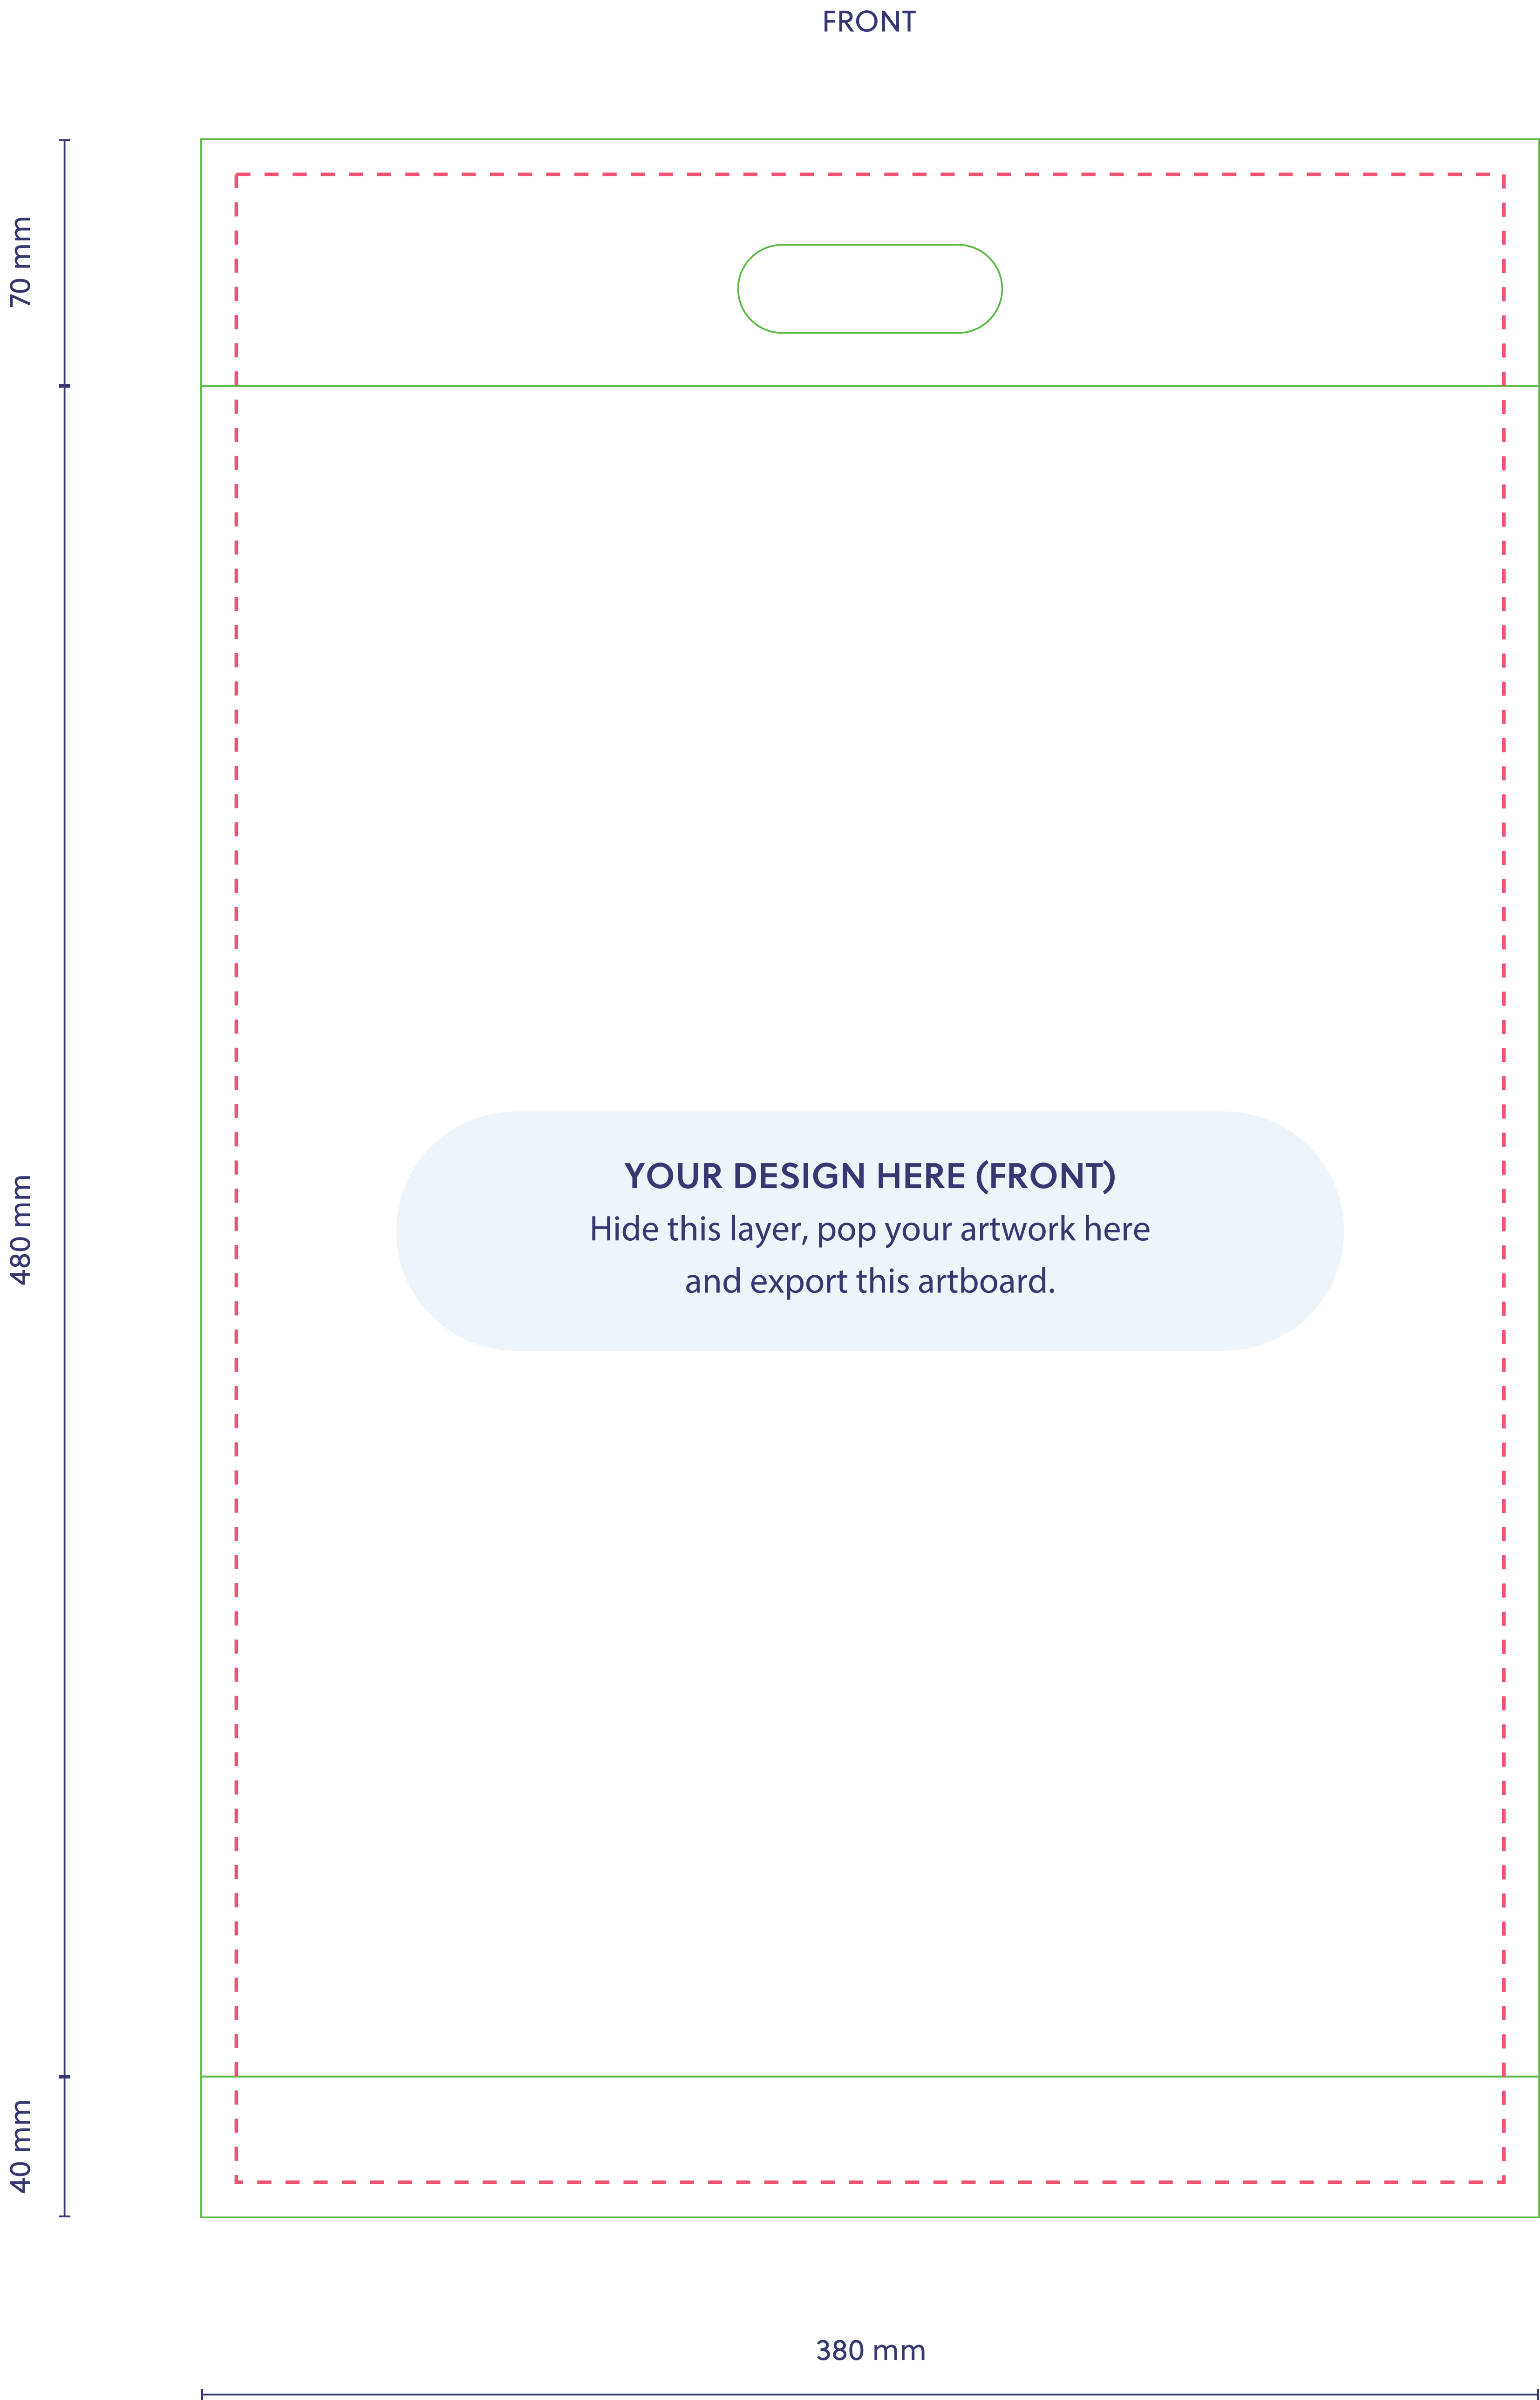 FRONT
70 mm
480 mm
YOUR DESIGN HERE (FRONT)
Hide this layer, pop your artwork here
and export this artboard.
40 mm
380 mm